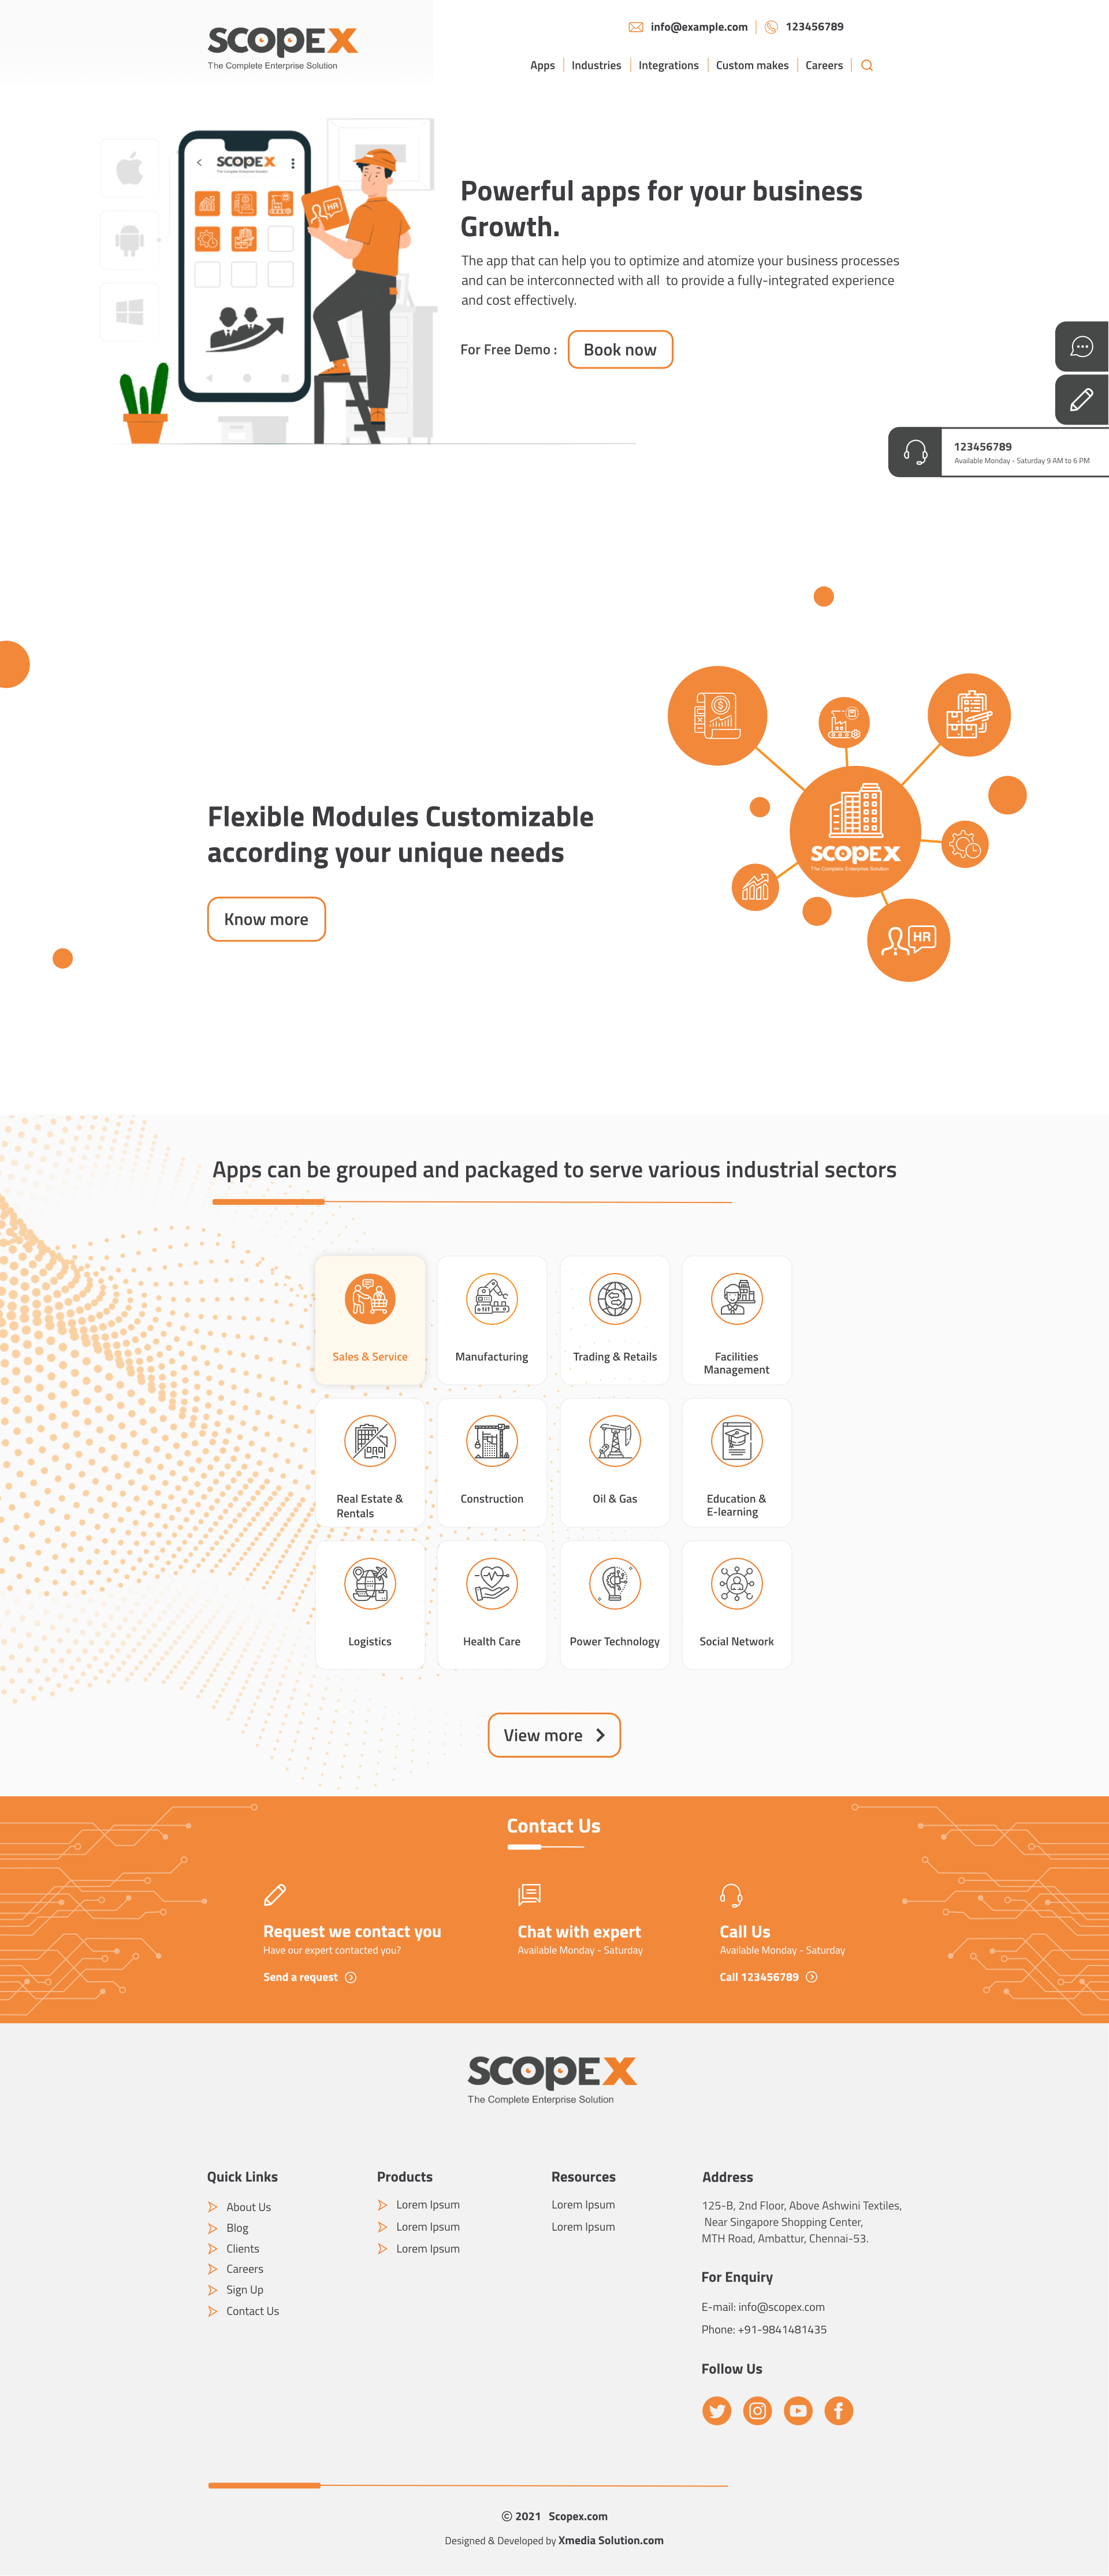 SCOPEX
The Complete Enterprise Solution
info@example.com
123456789
Apps
Industries
Integrations
Custom makes
Careers
SCOPEX
The Complete Enterprise Solution
HR
Powerful apps for your business
Growth.
The app that can help you to optimize and atomize your business processes
and can be interconnected with all to provide a fully-integrated experience
and cost effectively.
For Free Demo :
Book now
123456789
Available Monday - Saturday 9 AM to 6 PM
Flexible Modules Customizable
according your unique needs
Know more
SCOPEX
The Complete Enterprise Solution
HR
Apps can be grouped and packaged to serve various industrial sectors
Sales & Service
Manufacturing
Trading & Retails
Facilities
Management
Real Estate &
Rentals
Construction
Oil & Gas
Education &
E-learning
Logistics
Health Care
Power Technology
Social Network
View more
Contact Us
Request we contact you
Have our expert contacted you?
Send a request
Chat with expert
Available Monday - Saturday
Call Us
Available Monday - Saturday
Call 123456789
SCOPEX
The Complete Enterprise Solution
Quick Links
About Us
Blog
Clients
Careers
Sign Up
Contact Us
Products
Lorem Ipsum
Lorem Ipsum
Lorem Ipsum
Resources
Lorem Ipsum
Lorem Ipsum
Address
125-B, 2nd Floor, Above Ashwini Textiles,
Near Singapore Shopping Center,
MTH Road, Ambattur, Chennai-53.
For Enquiry
E-mail: info@scopex.com
Phone: +91-9841481435
Follow Us
© 2021 Scopex.com
Designed & Developed by Xmedia Solution.com